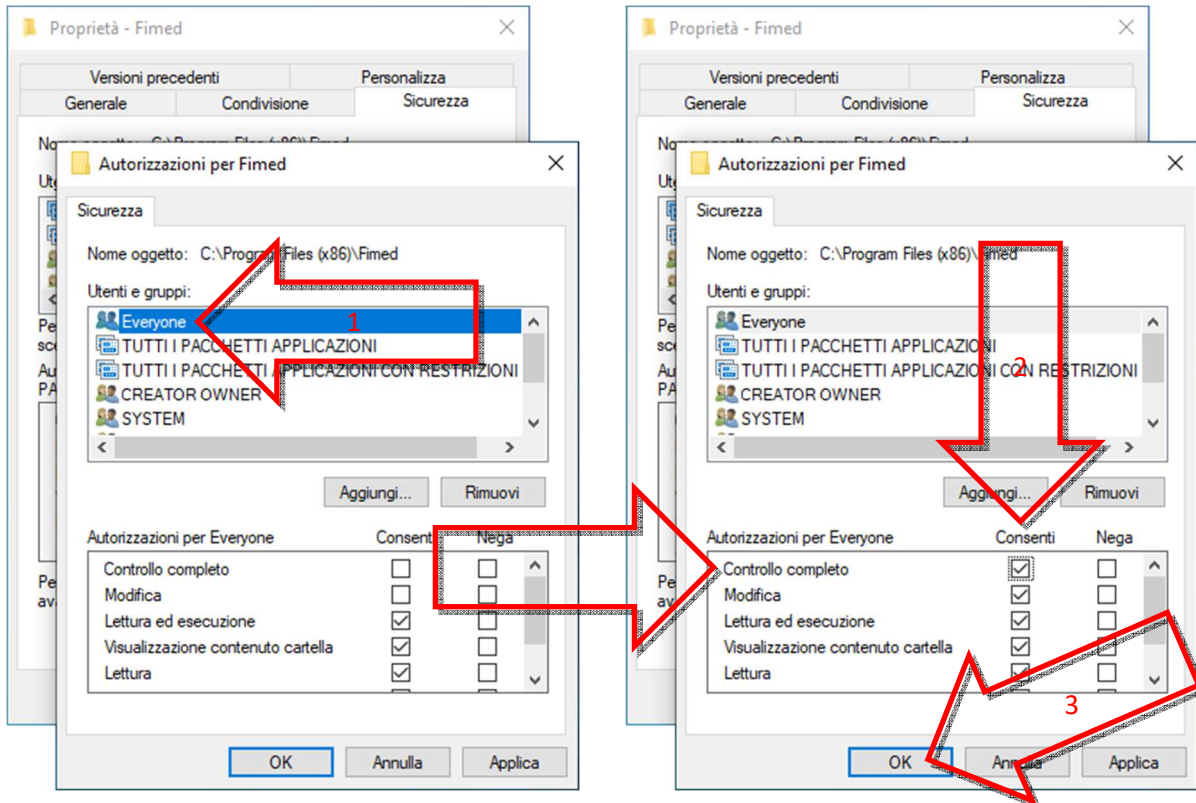 Proprietà - Fimed
Versioni precedenti Personalizza
Generale Condivisione Sicurezza
Autorizzazioni per Fimed
Sicurezza
Nome oggetto: C:\Program Files (x86)\Fimed
Utenti e gruppi:
Everyone
1
TUTTI I PACCHETTI APPLICAZIONI
TUTTI I PACCHETTI APPLICAZIONI CON RESTRIZIONI
CREATOR OWNER
SYSTEM
Aggiungi... Rimuovi
Autorizzazioni per Everyone Consenti Nega
Controllo completo
Modifica
Lettura ed esecuzione
Visualizzazione contenuto cartella
Lettura
OK Annulla Applica
Proprietà - Fimed
Versioni precedenti Personalizza
Generale Condivisione Sicurezza
Autorizzazioni per Fimed
Sicurezza
Nome oggetto: C:\Program Files (x86)\Fimed
Utenti e gruppi:
Everyone
TUTTI I PACCHETTI APPLICAZIONI
2
TUTTI I PACCHETTI APPLICAZIONI CON RESTRIZIONI
CREATOR OWNER
SYSTEM
Aggiungi... Rimuovi
Autorizzazioni per Everyone Consenti Nega
Controllo completo
Modifica
Lettura ed esecuzione
Visualizzazione contenuto cartella
Lettura
3
OK Annulla Applica